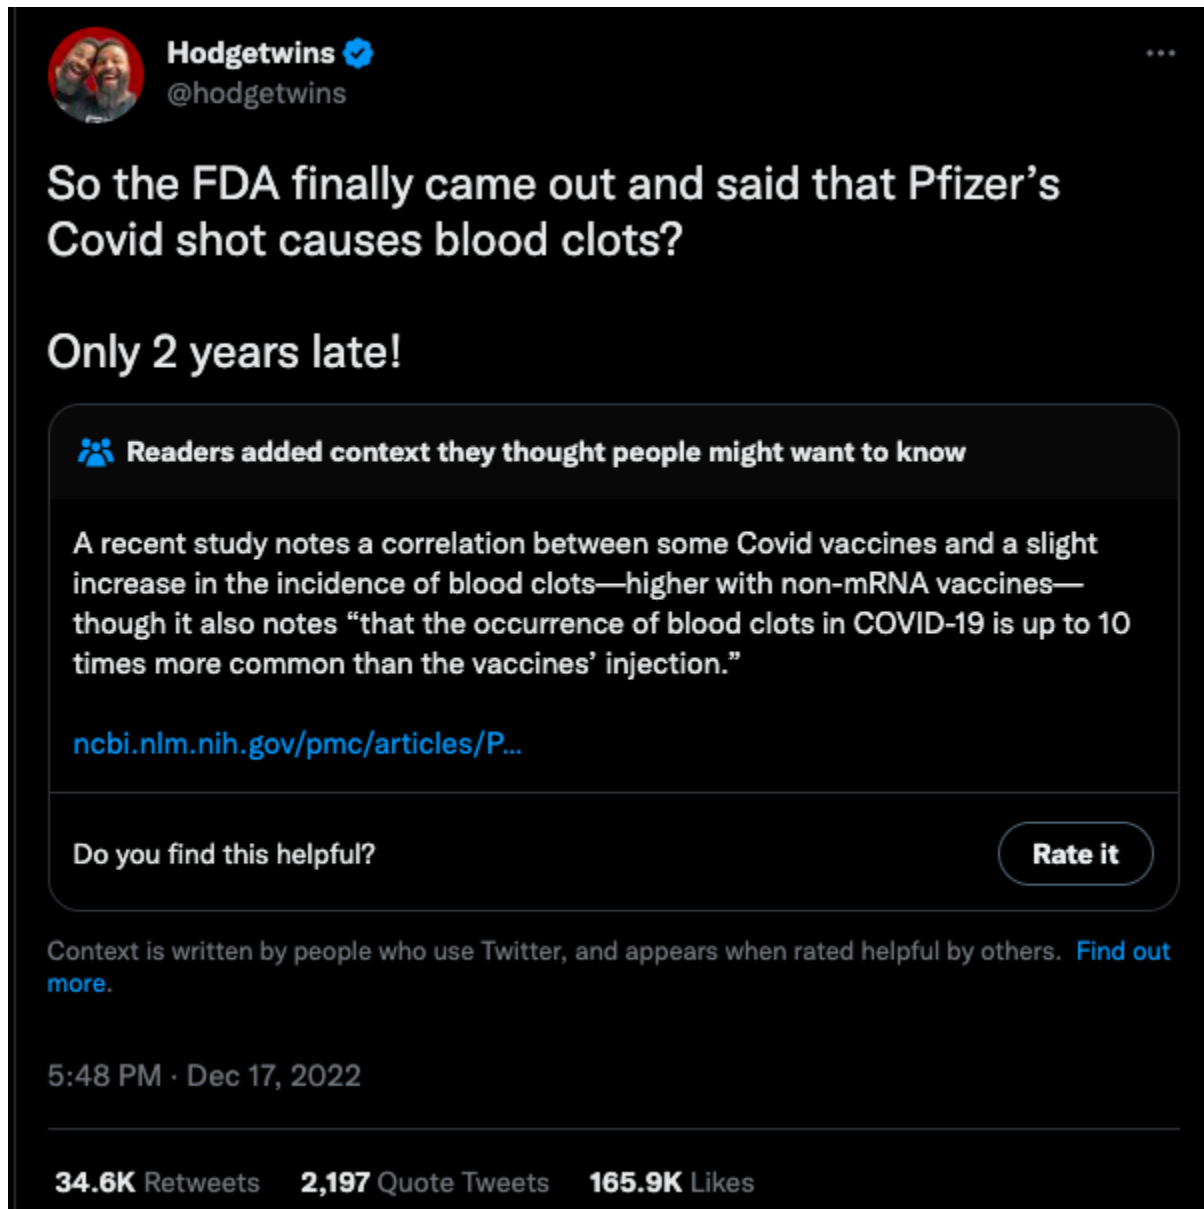 Hodgetwins
@hodgetwins
So the FDA finally came out and said that Pfizer’s
Covid shot causes blood clots?
Only 2 years late!
Readers added context they thought people might want to know
A recent study notes a correlation between some Covid vaccines and a slight
increase in the incidence of blood clots—higher with non-mRNA vaccines—
though it also notes “that the occurrence of blood clots in COVID-19 is up to 10
times more common than the vaccines’ injection.”
ncbi.nlm.nih.gov/pmc/articles/P…
Do you find this helpful?
Rate it
Context is written by people who use Twitter, and appears when rated helpful by others. Find out
more.
5:48 PM · Dec 17, 2022
34.6K Retweets 2,197 Quote Tweets 165.9K Likes